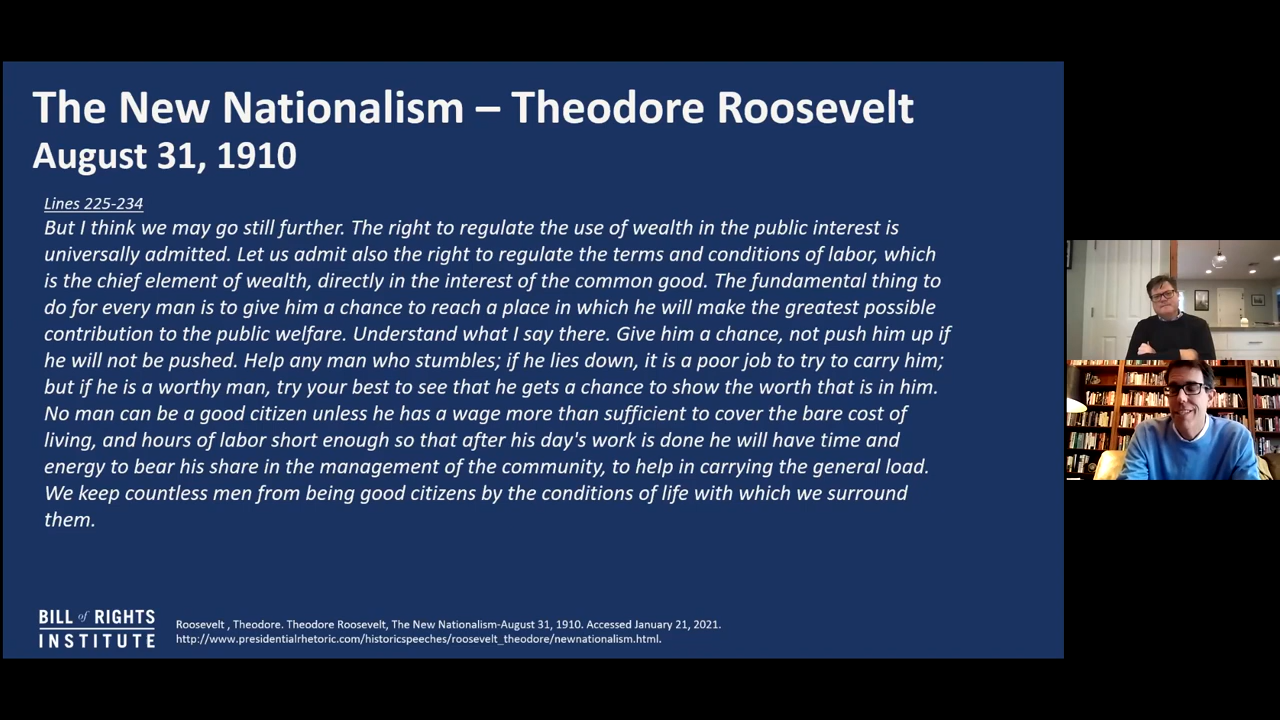 The New Nationalism – Theodore Roosevelt
August 31, 1910
Lines 225-234
But I think we may go still further. The right to regulate the use of wealth in the public interest is
universally admitted. Let us admit also the right to regulate the terms and conditions of labor, which
is the chief element of wealth, directly in the interest of the common good. The fundamental thing to
do for every man is to give him a chance to reach a place in which he will make the greatest possible
contribution to the public welfare. Understand what I say there. Give him a chance, not push him up if
he will not be pushed. Help any man who stumbles; if he lies down, it is a poor job to try to carry him;
but if he is a worthy man, try your best to see that he gets a chance to show the worth that is in him.
No man can be a good citizen unless he has a wage more than sufficient to cover the bare cost of
living, and hours of labor short enough so that after his day's work is done he will have time and
energy to bear his share in the management of the community, to help in carrying the general load.
We keep countless men from being good citizens by the conditions of life with which we surround
them.
BILL of RIGHTS
INSTITUTE
Roosevelt , Theodore. Theodore Roosevelt, The New Nationalism-August 31, 1910. Accessed January 21, 2021.
http://www.presidentialrhetoric.com/historicspeeches/roosevelt_theodore/newnationalism.html.